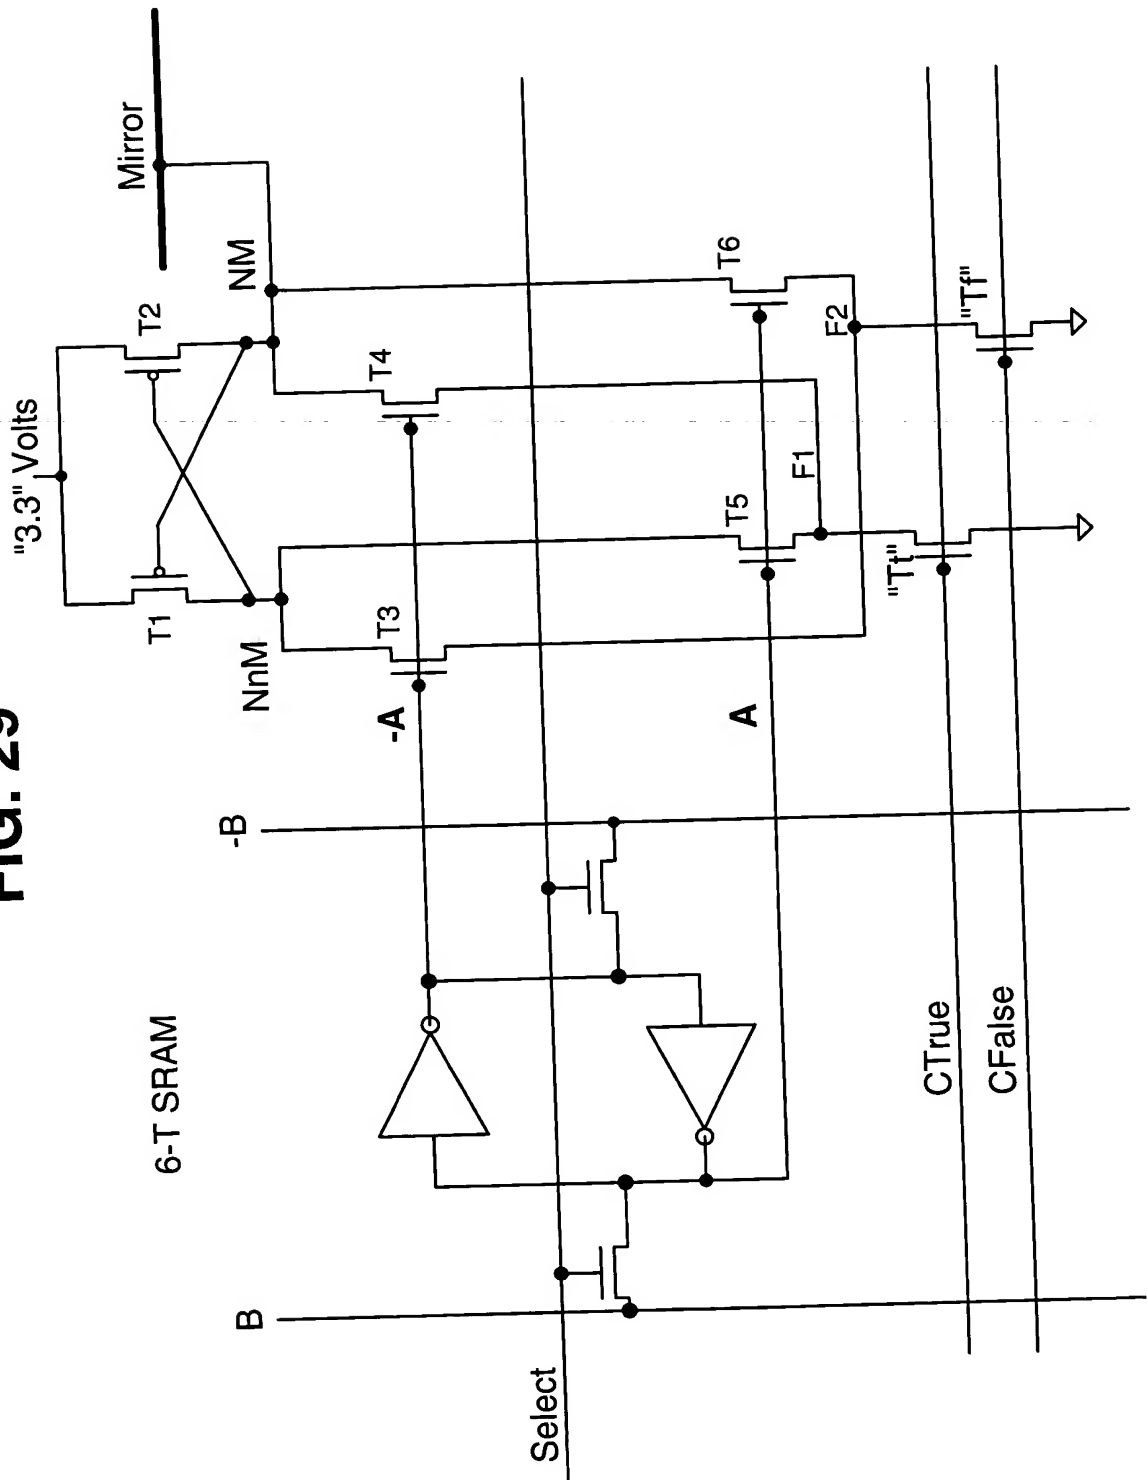 FIG. 29
"3.3" Volts
Mirror
T1
T2
NnM
NM
6-T SRAM
B
-B
-A
T3
T4
Select
A
T5
T6
F1
F2
CTrue
"Tt"
CFalse
"Tf"